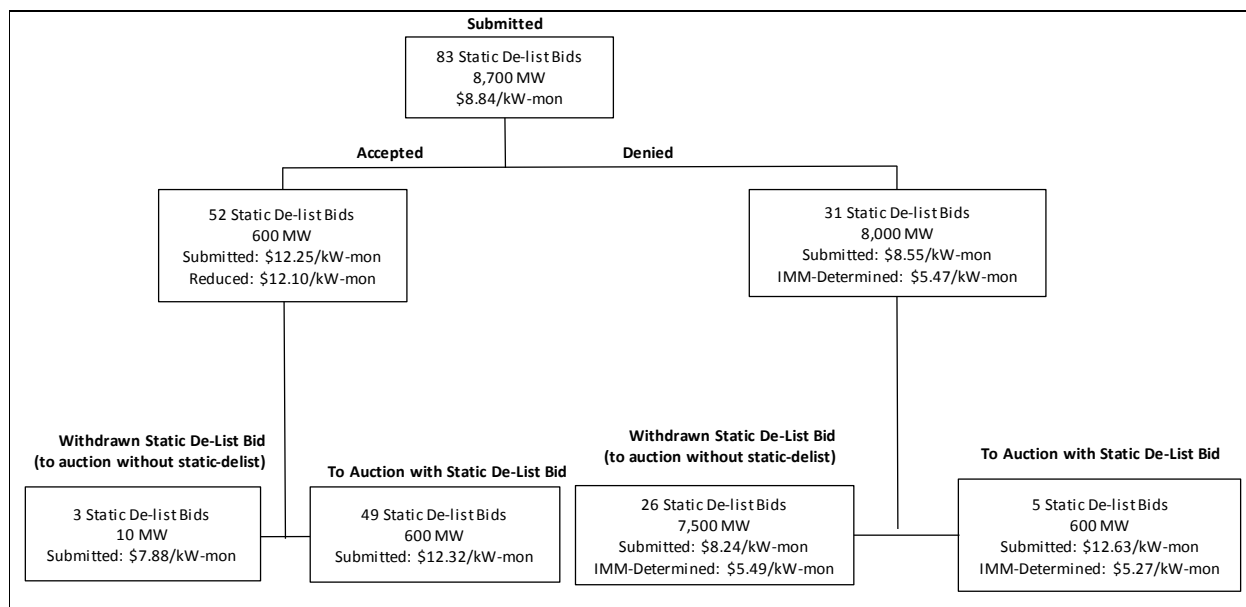 Submitted
83 Static De-list Bids
8,700 MW
$8.84/kW-mon
Accepted
Denied
52 Static De-list Bids
600 MW
Submitted: $12.25/kW-mon
Reduced: $12.10/kW-mon
31 Static De-list Bids
8,000 MW
Submitted: $8.55/kW-mon
IMM-Determined: $5.47/kW-mon
Withdrawn Static De-List Bid
(to auction without static-delist)
3 Static De-list Bids
10 MW
Submitted: $7.88/kW-mon
To Auction with Static De-List Bid
49 Static De-list Bids
600 MW
Submitted: $12.32/kW-mon
Withdrawn Static De-List Bid
(to auction without static-delist)
26 Static De-list Bids
7,500 MW
Submitted: $8.24/kW-mon
IMM-Determined: $5.49/kW-mon
To Auction with Static De-List Bid
5 Static De-list Bids
600 MW
Submitted: $12.63/kW-mon
IMM-Determined: $5.27/kW-mon